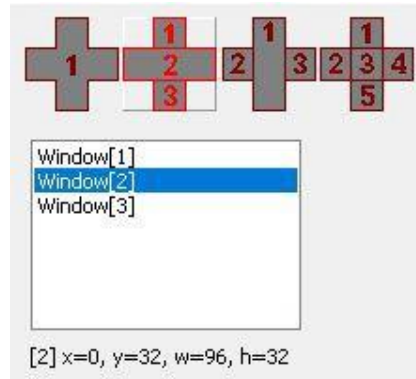 1 1 1 1
1 2 2 3 2 3 4
3 5
Window[1]
Window[2]
Window[3]
[2] x=0, y=32, w=96, h=32